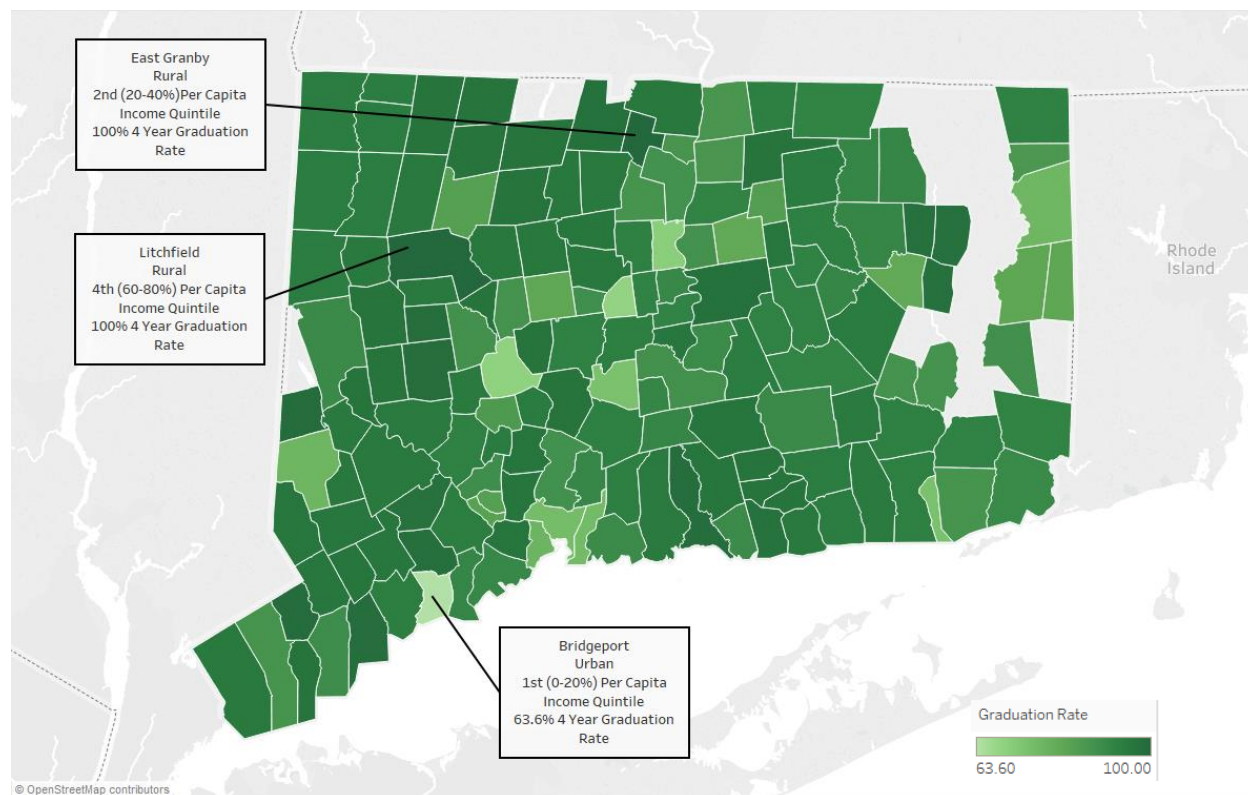 East Granby
Rural
2nd (20-40%)Per Capita
Income Quintile
100% 4 Year Graduation
Rate
Litchfield
Rural
4th (60-80%) Per Capita
Income Quintile
100% 4 Year Graduation
Rate
Rhode
Island
Bridgeport
Urban
1st (0-20%) Per Capita
Income Quintile
63.6% 4 Year Graduation
Rate
Graduation Rate
63.60 100.00
© OpenStreetMap contributors